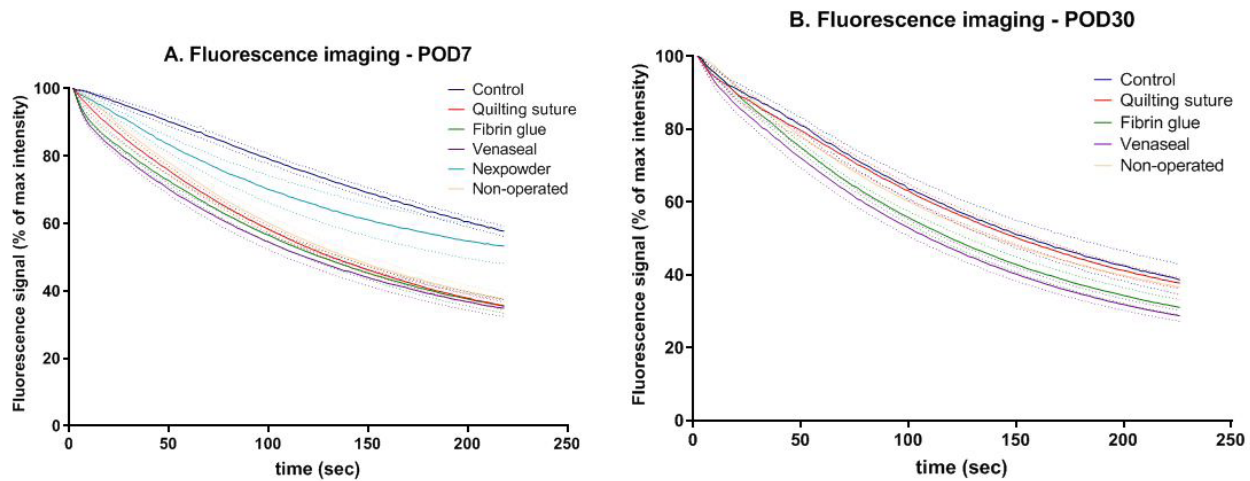 A. Fluorescence imaging - POD7
Fluorescence signal (% of max intensity)
100
80
60
40
20
0
0 50 100 150 200 250
time (sec)
Control
Quilting suture
Fibrin glue
Venaseal
Nexpowder
Non-operated
B. Fluorescence imaging - POD30
Fluorescence signal (% of max intensity)
100
80
60
40
20
0
0 50 100 150 200 250
time (sec)
Control
Quilting suture
Fibrin glue
Venaseal
Non-operated